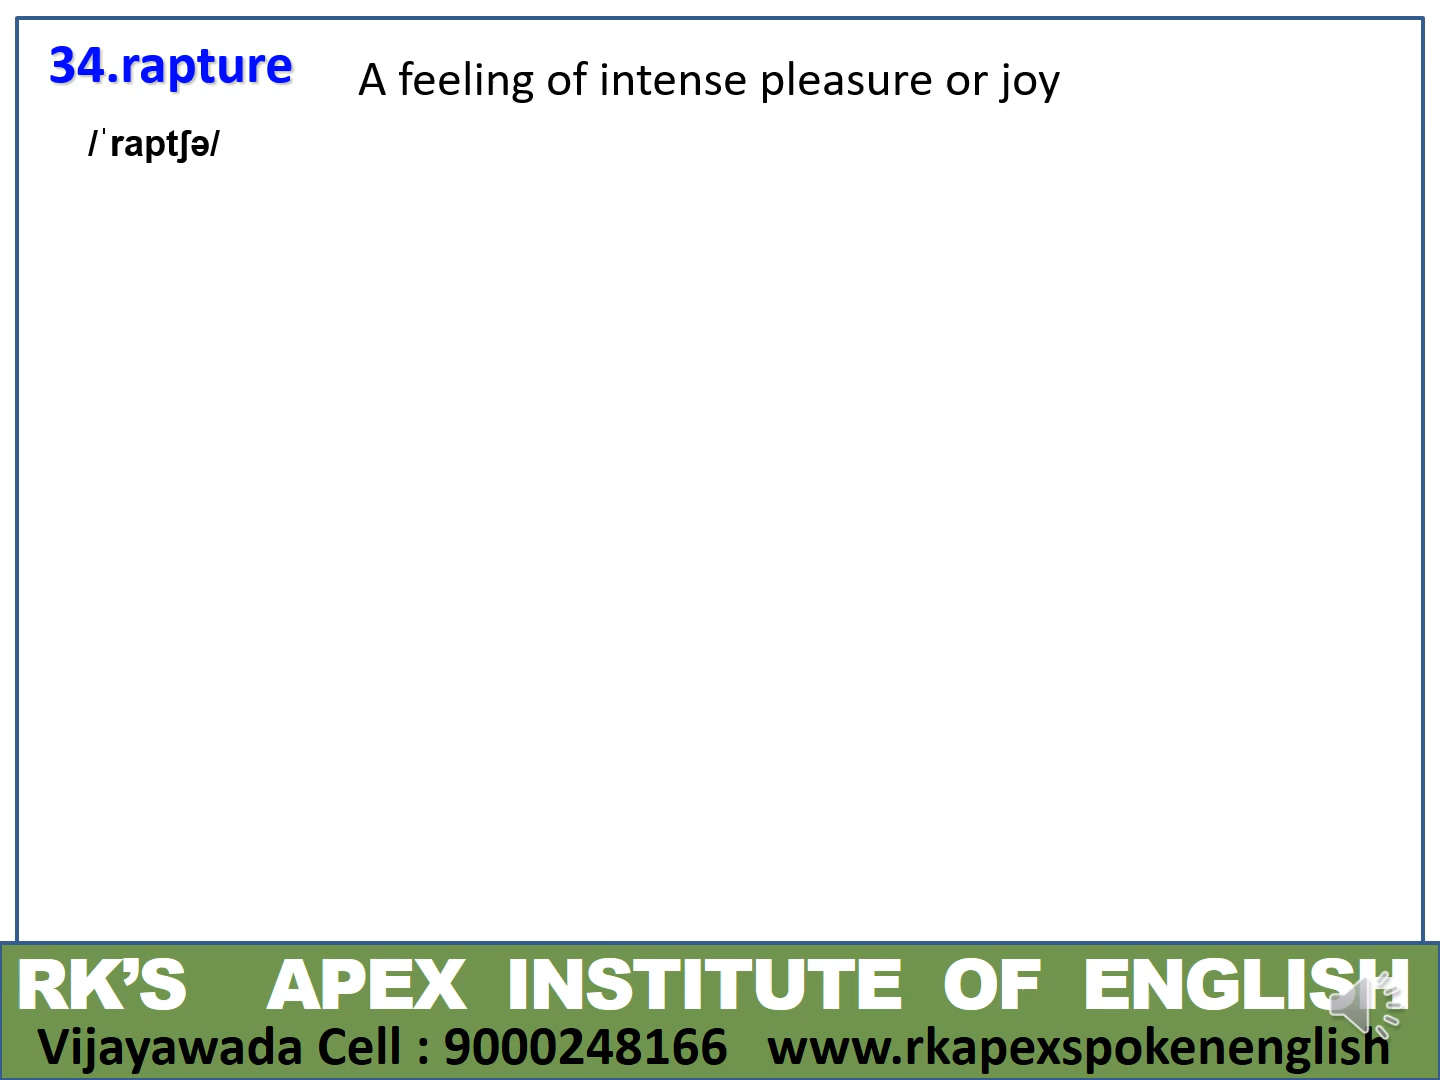 34.rapture A feeling of intense pleasure or joy
/ˈraptʃə/
RK’S APEX INSTITUTE OF ENGLISH
Vijayawada Cell : 9000248166 www.rkapexspokenenglish